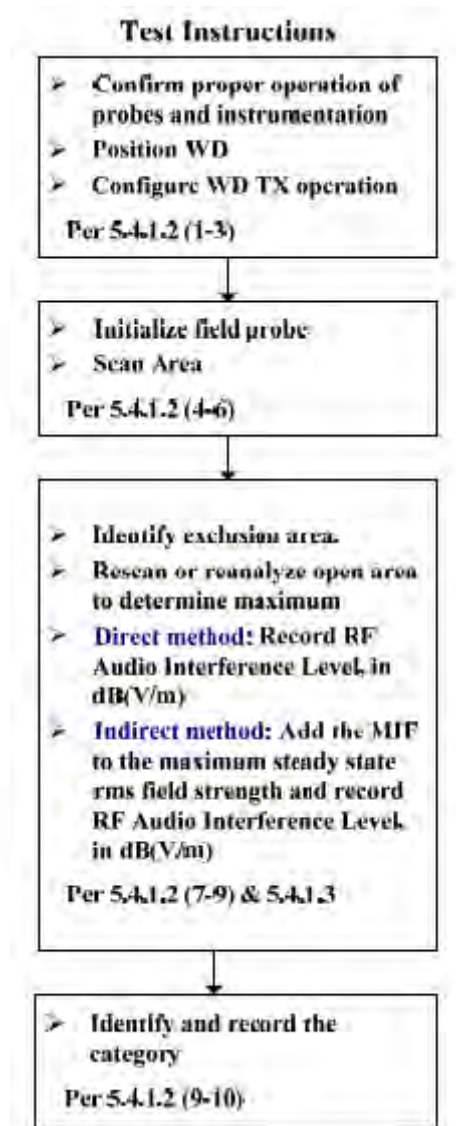 Test Instructions
➢ Confirm proper operation of
probes and instrumentation
➢ Position WD
➢ Configure WD TX operation
Per 5.4.1.2 (1-3)
➢ Initialize field probe
➢ Scan Area
Per 5.4.1.2 (4-6)
➢ Identify exclusion area.
➢ Rescan or reanalyze open area
to determine maximum
➢ Direct method: Record RF
Audio Interference Level, in
dB(V/m)
➢ Indirect method: Add the MIF
to the maximum steady state
rms field strength and record
RF Audio Interference Level,
in dB(V/m)
Per 5.4.1.2 (7-9) & 5.4.1.3
➢ Identify and record the
category
Per 5.4.1.2 (9-10)